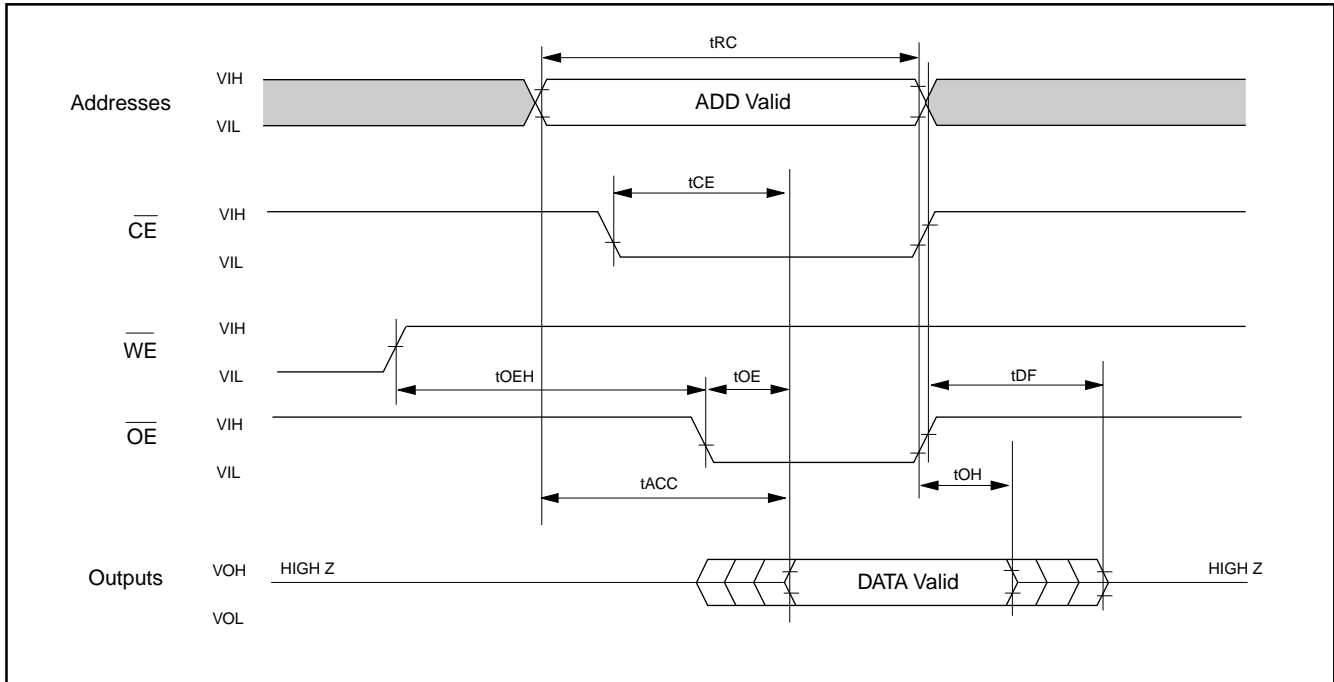 tRC
VIH
Addresses
ADD Valid
VIL
tCE
VIH
CE
VIL
VIH
WE
VIL
tOEH
tOE
tDF
VIH
OE
VIL
tACC
tOH
Outputs
VOH
HIGH Z
DATA Valid
HIGH Z
VOL